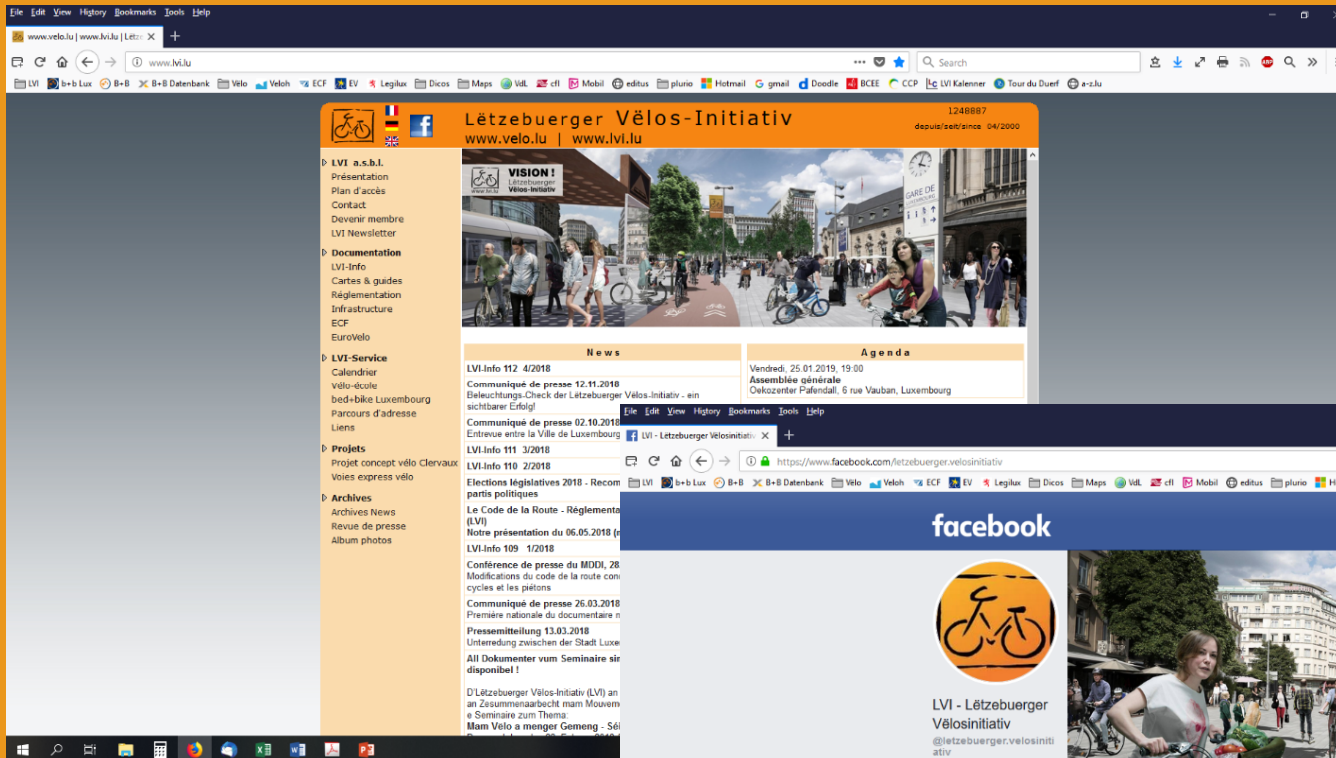 File Edit View History Bookmarks Tools Help
www.velo.lu | www.lvi.lu | Lëtze
www.lvi.lu
Search
LVI b+b Lux B+B B+B Datenbank Vëlo Veloh ECF EV Legilux Dicos Maps VdL cfl Mobil editus plurio Hotmail gmail Doodle BCEE CCP LVI Kalenner Tour du Duerf a-z.lu
Lëtzebuerger Vëlos-Initiativ
www.velo.lu | www.lvi.lu
1248887
depuis/seit/since 04/2000
LVI a.s.b.l.
Présentation
Plan d'accès
Contact
Devenir membre
LVI Newsletter
Documentation
LVI-Info
Cartes & guides
Réglementation
Infrastructure
ECF
EuroVelo
LVI-Service
Calendrier
Vélo-école
bed+bike Luxembourg
Parcours d'adresse
Liens
Projets
Projet concept vélo Clervaux
Voies express vélo
Archives
Archives News
Revue de presse
Album photos
VISION !
Lëtzebuerger
Vëlos-Initiativ
www.lvi.lu
GARE DE
LUXEMBOURG
News
LVI-Info 112 4/2018
Communiqué de presse 12.11.2018
Beleuchtungs-Check der Lëtzebuerger Vëlos-Initiativ - ein
sichtbarer Erfolg!
Communiqué de presse 02.10.2018
Entrevue entre la Ville de Luxembourg
LVI-Info 111 3/2018
LVI-Info 110 2/2018
Elections législatives 2018 - Recom
partis politiques
Le Code de la Route - Réglementa
(LVI)
Notre présentation du 06.05.2018
LVI-Info 109 1/2018
Conférence de presse du MDDI, 28.
Modifications du code de la route con
cycles et les piétons
Communiqué de presse 26.03.2018
Première nationale du documentaire
Pressemitteilung 13.03.2018
Unterredung zwischen der Stadt Luxe
All Dokumenter vum Seminaire sin
disponibel !
D'Lëtzebuerger Vëlos-Initiativ (LVI) an
an Zesummenaarbecht mam Mouvem
e Seminaire zum Thema:
Mam Vëlo a menger Gemeng - Séi
Agenda
Vendredi, 25.01.2019, 19:00
Assemblée générale
Oekozenter Pafendall, 6 rue Vauban, Luxembourg
File Edit View History Bookmarks Tools Help
LVI - Lëtzebuerger Vëlosinitiativ
https://www.facebook.com/letzebuerger.velosinitiativ
LVI b+b Lux B+B B+B Datenbank Vëlo Veloh ECF EV Legilux Dicos Maps VdL cfl Mobil editus plurio H
facebook
LVI - Lëtzebuerger
Vëlosinitiativ
@letzebuerger.velosiniti
ativ